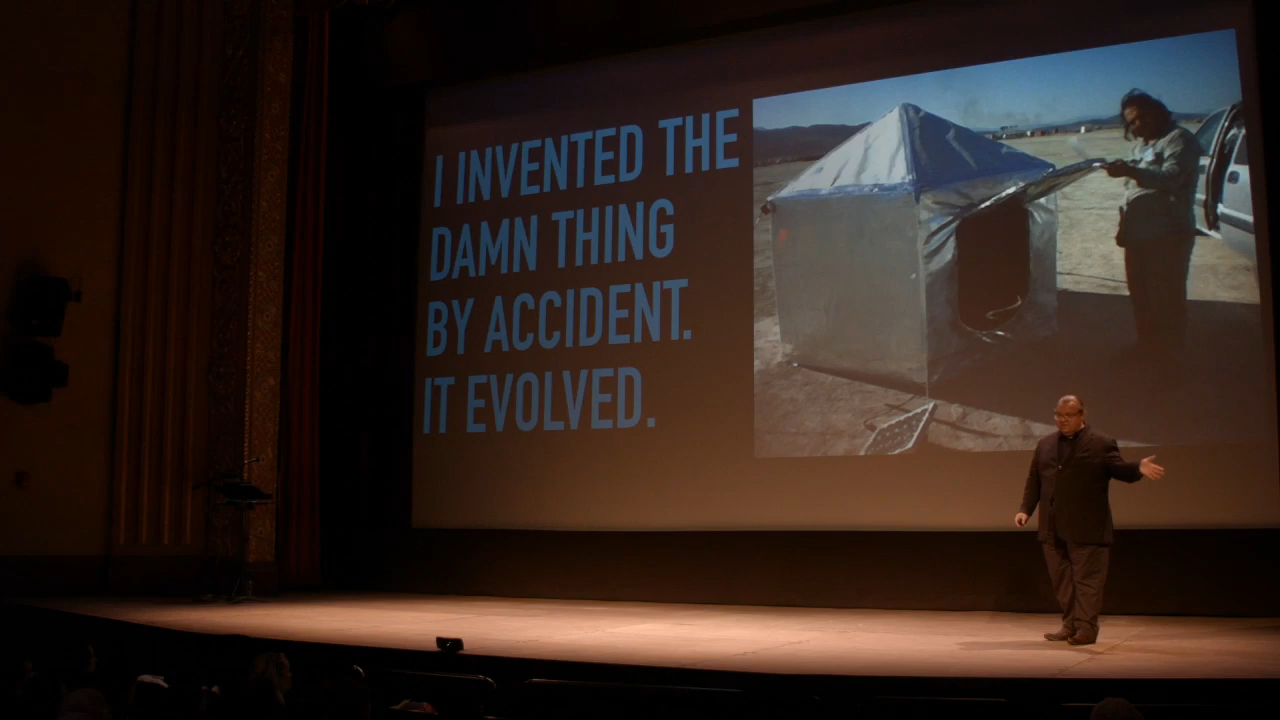 I INVENTED THE
DAMN THING
BY ACCIDENT.
IT EVOLVED.